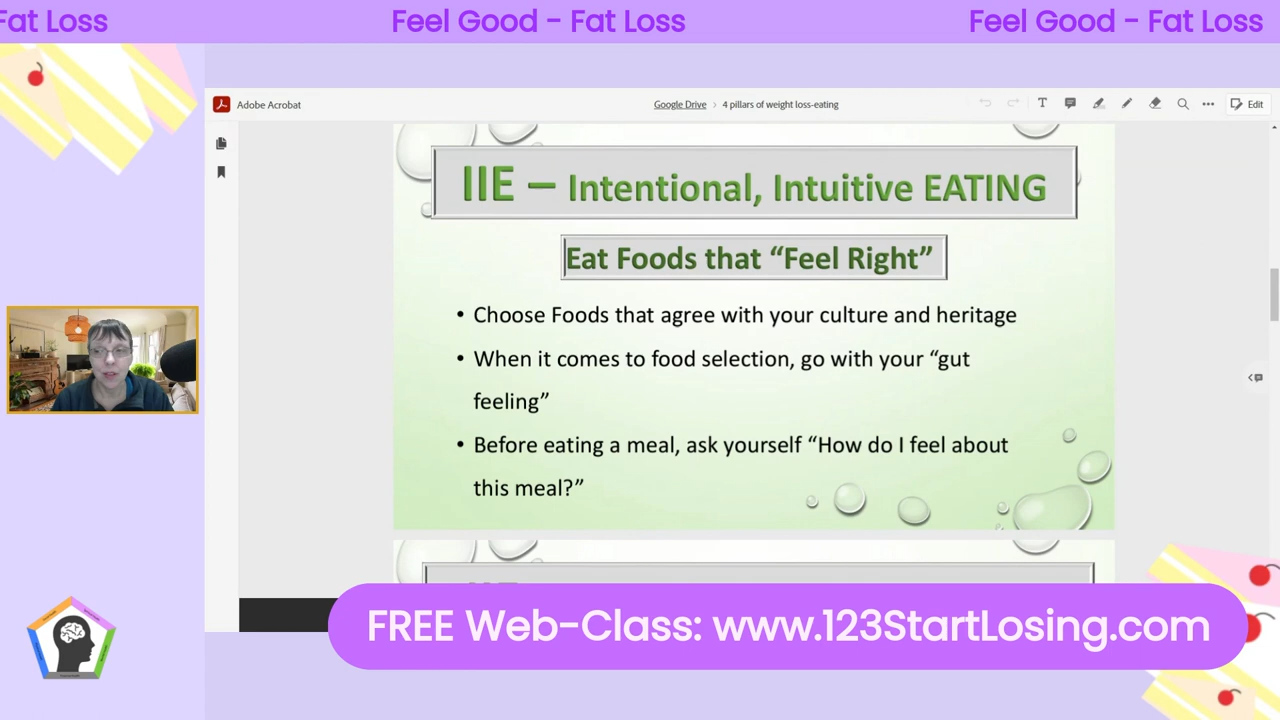 Fat Loss
Feel Good - Fat Loss
Feel Good - Fat Loss
Adobe Acrobat
Google Drive › 4 pillars of weight loss-eating
T
Edit
IIE – Intentional, Intuitive EATING
Eat Foods that “Feel Right”
• Choose Foods that agree with your culture and heritage
• When it comes to food selection, go with your “gut
feeling”
• Before eating a meal, ask yourself “How do I feel about
this meal?”
FREE Web-Class: www.123StartLosing.com